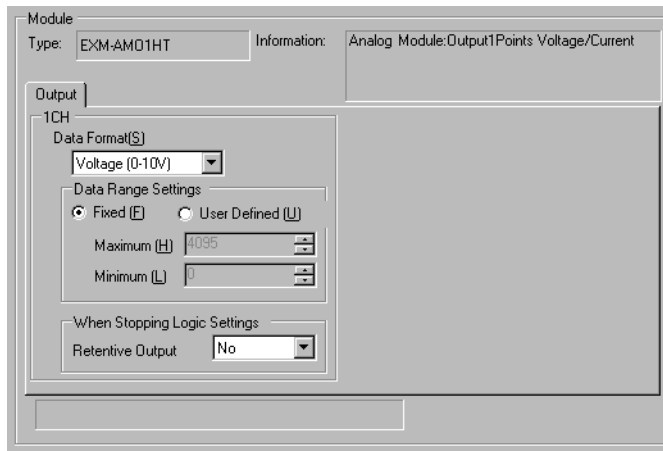 Module
Type: EXM-AMO1HT Information: Analog Module:Output1Points Voltage/Current
Output
1CH
Data Format(S)
Voltage (0-10V)
Data Range Settings
Fixed (F) User Defined (U)
Maximum (H) 4095
Minimum (L) 0
When Stopping Logic Settings
Retentive Output No